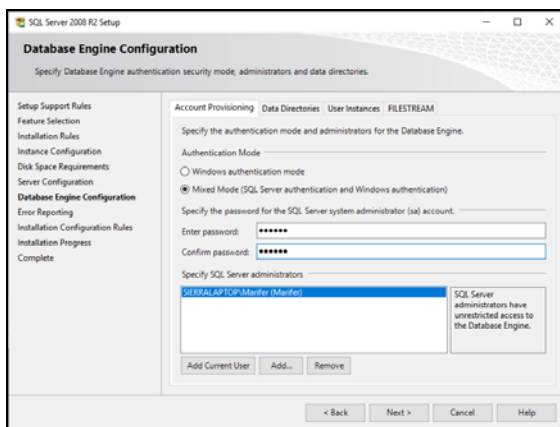 SQL Server 2008 R2 Setup
Database Engine Configuration
Specify Database Engine authentication security mode, administrators and data directories.
Setup Support Rules
Feature Selection
Installation Rules
Instance Configuration
Disk Space Requirements
Server Configuration
Database Engine Configuration
Error Reporting
Installation Configuration Rules
Installation Progress
Complete
Account Provisioning Data Directories User Instances FILESTREAM
Specify the authentication mode and administrators for the Database Engine.
Authentication Mode
Windows authentication mode
Mixed Mode (SQL Server authentication and Windows authentication)
Specify the password for the SQL Server system administrator (sa) account.
Enter password: ••••••
Confirm password: ••••••
Specify SQL Server administrators
SIERRALAPTOP\Marifer (Marifer)
SQL Server
administrators have
unrestricted access to
the Database Engine.
Add Current User Add... Remove
< Back Next > Cancel Help